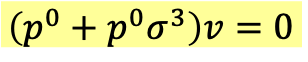 (p⁰ + p⁰σ³)v = 0